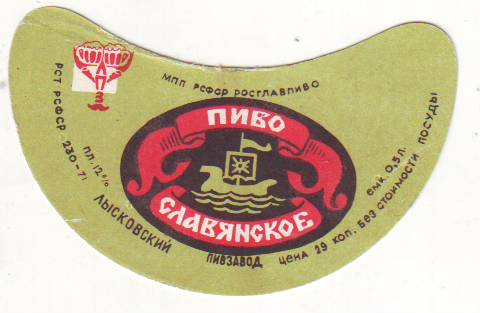 МПП РСФСР РОСГЛАВПИВО
РСТ РСФСР - 230-71
ПЛ. 12%
ПИВО
СЛАВЯНСКОЕ
ЛЫСКОВСКИЙ ПИВЗАВОД
ЦЕНА 29 КОП. БЕЗ СТОИМОСТИ ПОСУДЫ
ЕМК. 0,5 Л.